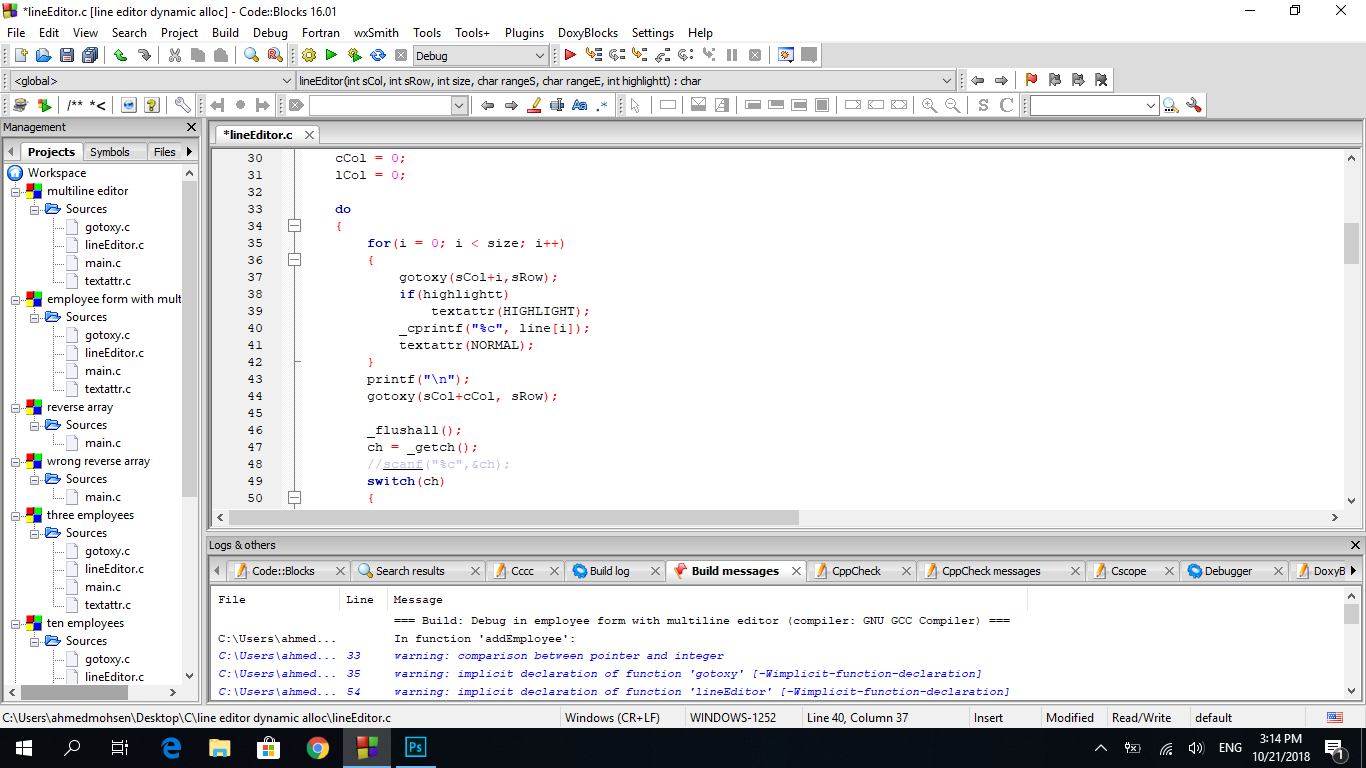 *lineEditor.c [line editor dynamic alloc] - Code::Blocks 16.01
File Edit View Search Project Build Debug Fortran wxSmith Tools Tools+ Plugins DoxyBlocks Settings Help
Debug
<global> lineEditor(int sCol, int sRow, int size, char rangeS, char rangeE, int highlightt) : char
/** *< Aa .* S C
Management
Projects Symbols Files
*lineEditor.c
Workspace
multiline editor
Sources
gotoxy.c
lineEditor.c
main.c
textattr.c
employee form with mult
Sources
gotoxy.c
lineEditor.c
main.c
textattr.c
reverse array
Sources
main.c
wrong reverse array
Sources
main.c
three employees
Sources
gotoxy.c
lineEditor.c
main.c
textattr.c
ten employees
Sources
gotoxy.c
lineEditor.c
30 cCol = 0;
31 lCol = 0;
32
33 do
34 {
35 for(i = 0; i < size; i++)
36 {
37 gotoxy(sCol+i,sRow);
38 if(highlightt)
39 textattr(HIGHLIGHT);
40 _cprintf("%c", line[i]);
41 textattr(NORMAL);
42 }
43 printf("\n");
44 gotoxy(sCol+cCol, sRow);
45
46 _flushall();
47 ch = _getch();
48 //scanf("%c",&ch);
49 switch(ch)
50 {
Logs & others
Code::Blocks Search results Cccc Build log Build messages CppCheck CppCheck messages Cscope Debugger DoxyB
File Line Message
=== Build: Debug in employee form with multiline editor (compiler: GNU GCC Compiler) ===
C:\Users\ahmed... In function 'addEmployee':
C:\Users\ahmed... 33 warning: comparison between pointer and integer
C:\Users\ahmed... 35 warning: implicit declaration of function 'gotoxy' [-Wimplicit-function-declaration]
C:\Users\ahmed... 54 warning: implicit declaration of function 'lineEditor' [-Wimplicit-function-declaration]
C:\Users\ahmedmohsen\Desktop\C\line editor dynamic alloc\lineEditor.c Windows (CR+LF) WINDOWS-1252 Line 40, Column 37 Insert Modified Read/Write default
Ps ENG 3:14 PM
10/21/2018 1